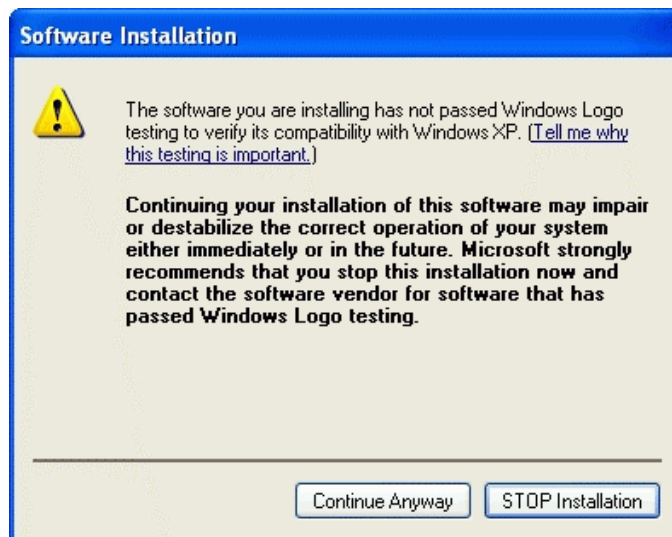 Software Installation
The software you are installing has not passed Windows Logo
testing to verify its compatibility with Windows XP. (Tell me why
this testing is important.)
Continuing your installation of this software may impair
or destabilize the correct operation of your system
either immediately or in the future. Microsoft strongly
recommends that you stop this installation now and
contact the software vendor for software that has
passed Windows Logo testing.
Continue Anyway
STOP Installation